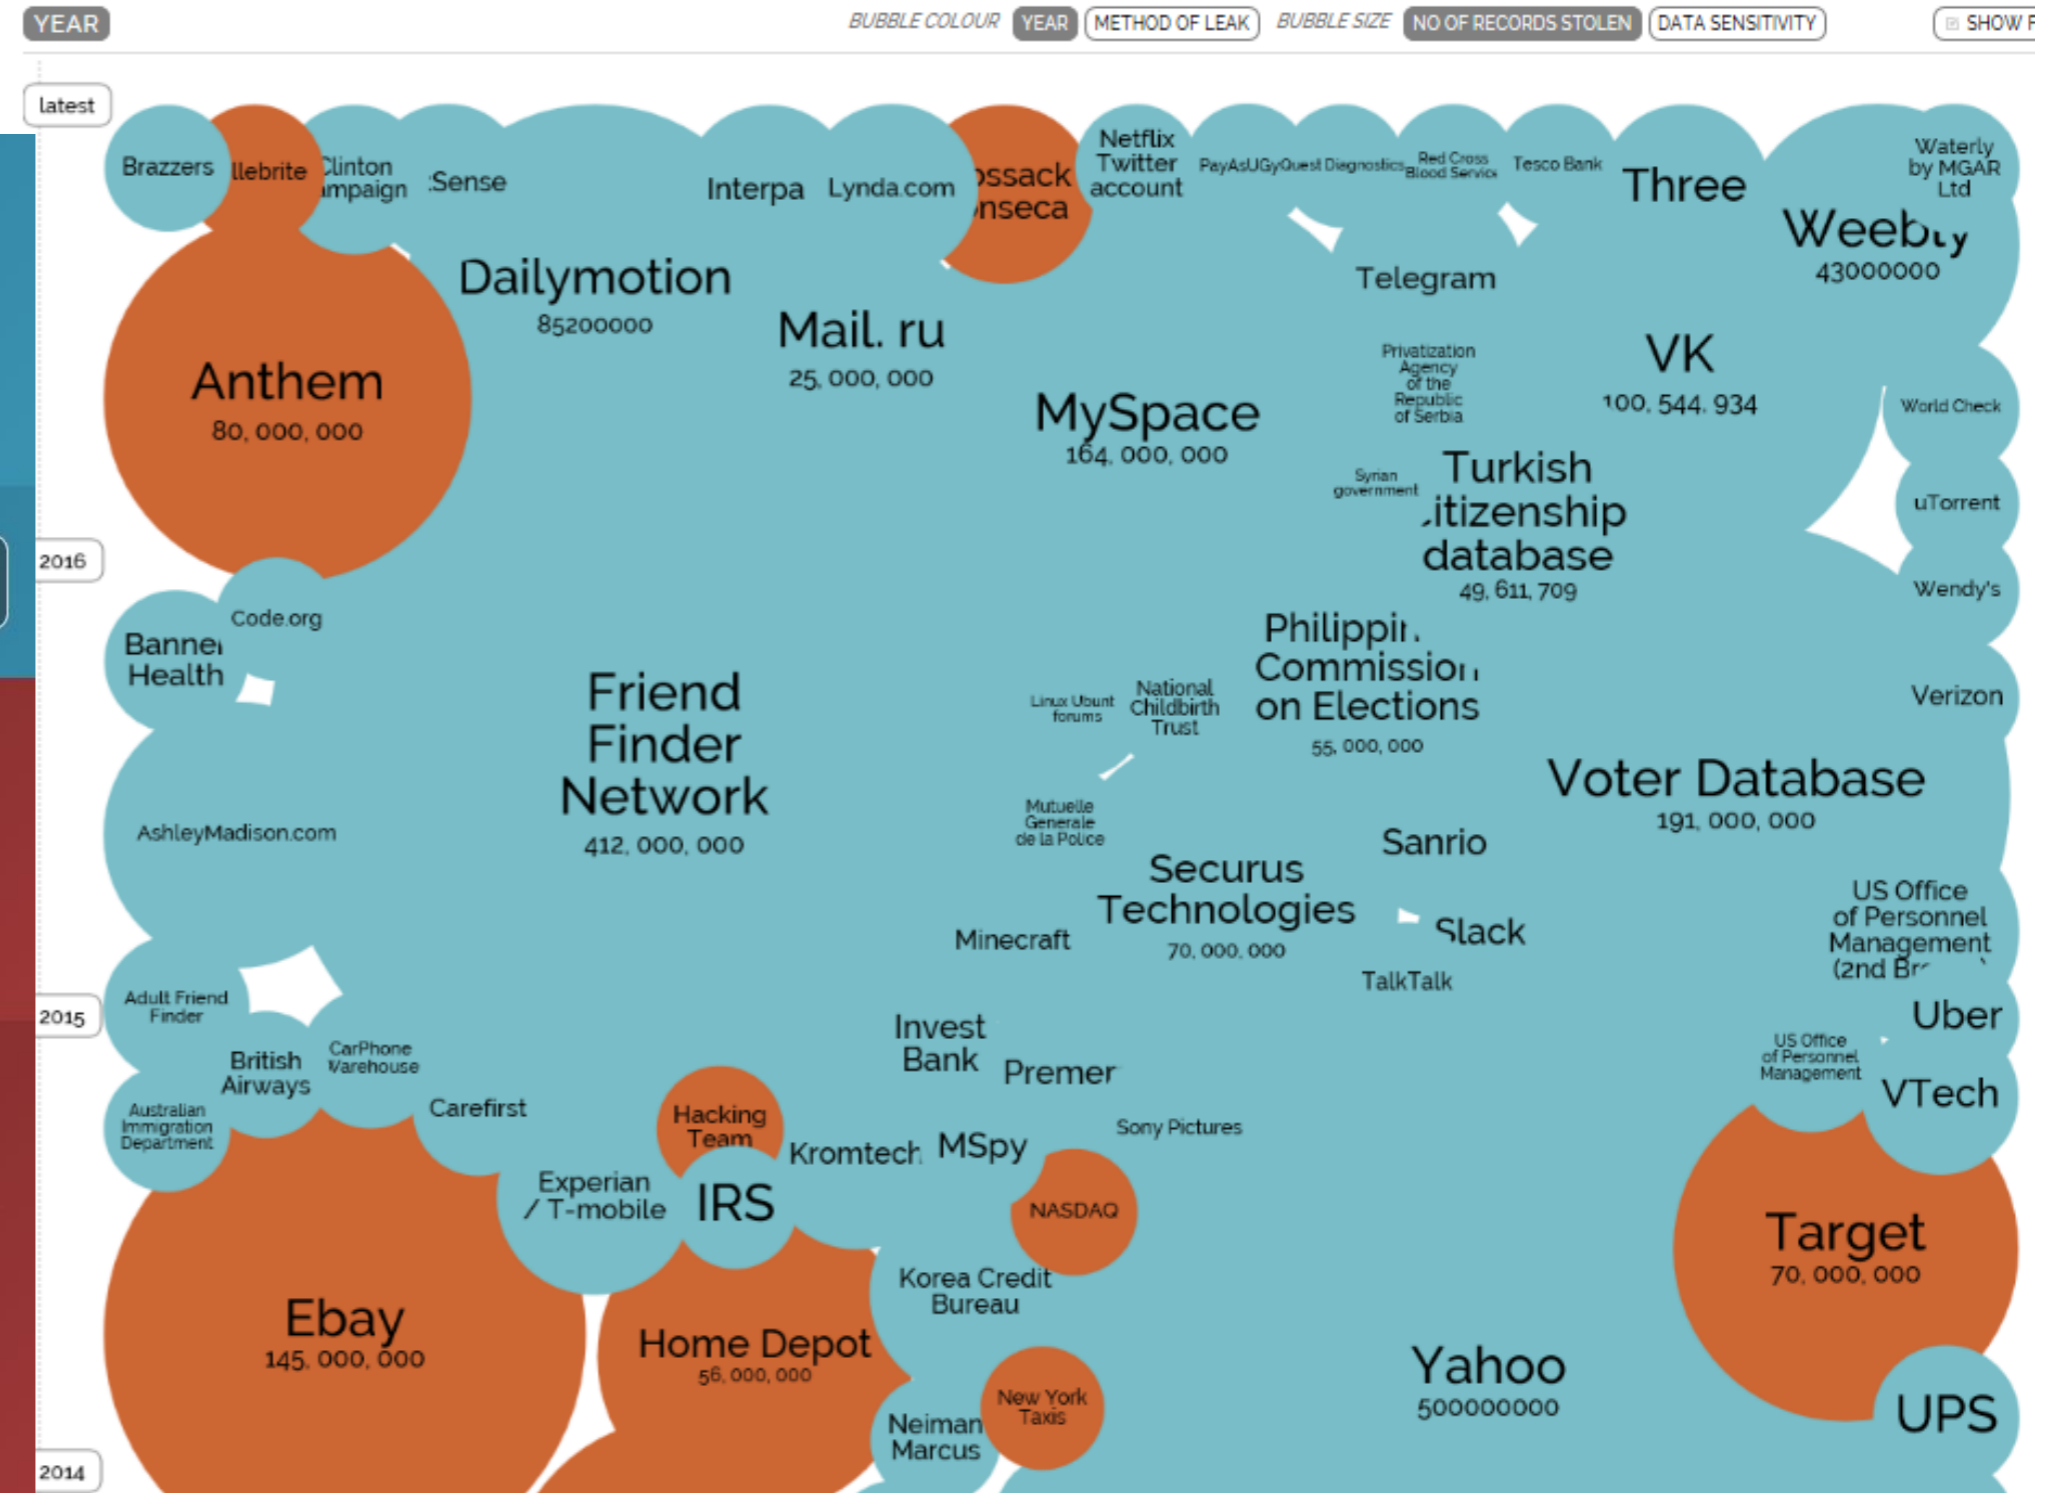 YEAR
BUBBLE COLOUR YEAR METHOD OF LEAK BUBBLE SIZE NO OF RECORDS STOLEN DATA SENSITIVITY SHOW F
latest
Brazzers
llebrite
Clinton
mpaign
Sense
Interpa
Lynda.com
ossack
nseca
Netflix
Twitter
account
PayAsUGy
Quest Diagnostics
Red Cross
Blood Service
Tesco Bank
Three
Waterly
by MGAR
Ltd
Weebly
43000000
Dailymotion
85200000
Mail. ru
25, 000, 000
Telegram
Anthem
80, 000, 000
MySpace
164, 000, 000
Privatization
Agency
of the
Republic
of Serbia
VK
100, 544, 934
World Check
Syrian
government
Turkish
itizenship
database
49, 611, 709
uTorrent
2016
Wendy's
Code.org
Banner
Health
Philippin
Commission
on Elections
55, 000, 000
Friend
Finder
Network
412, 000, 000
Linux Ubunt
forums
National
Childbirth
Trust
Verizon
Voter Database
191, 000, 000
AshleyMadison.com
Mutuelle
Generale
de la Police
Sanrio
Securus
Technologies
70, 000, 000
Minecraft
Slack
TalkTalk
US Office
of Personnel
Management
(2nd Br
2015
Adult Friend
Finder
British
Airways
CarPhone
Warehouse
Invest
Bank
Premer
Uber
US Office
of Personnel
Management
VTech
Australian
Immigration
Department
Carefirst
Hacking
Team
Kromtech
MSpy
Sony Pictures
Experian
/ T-mobile
IRS
NASDAQ
Target
70, 000, 000
Korea Credit
Bureau
Ebay
145, 000, 000
Home Depot
56, 000, 000
Yahoo
500000000
New York
Taxis
Neiman
Marcus
UPS
2014